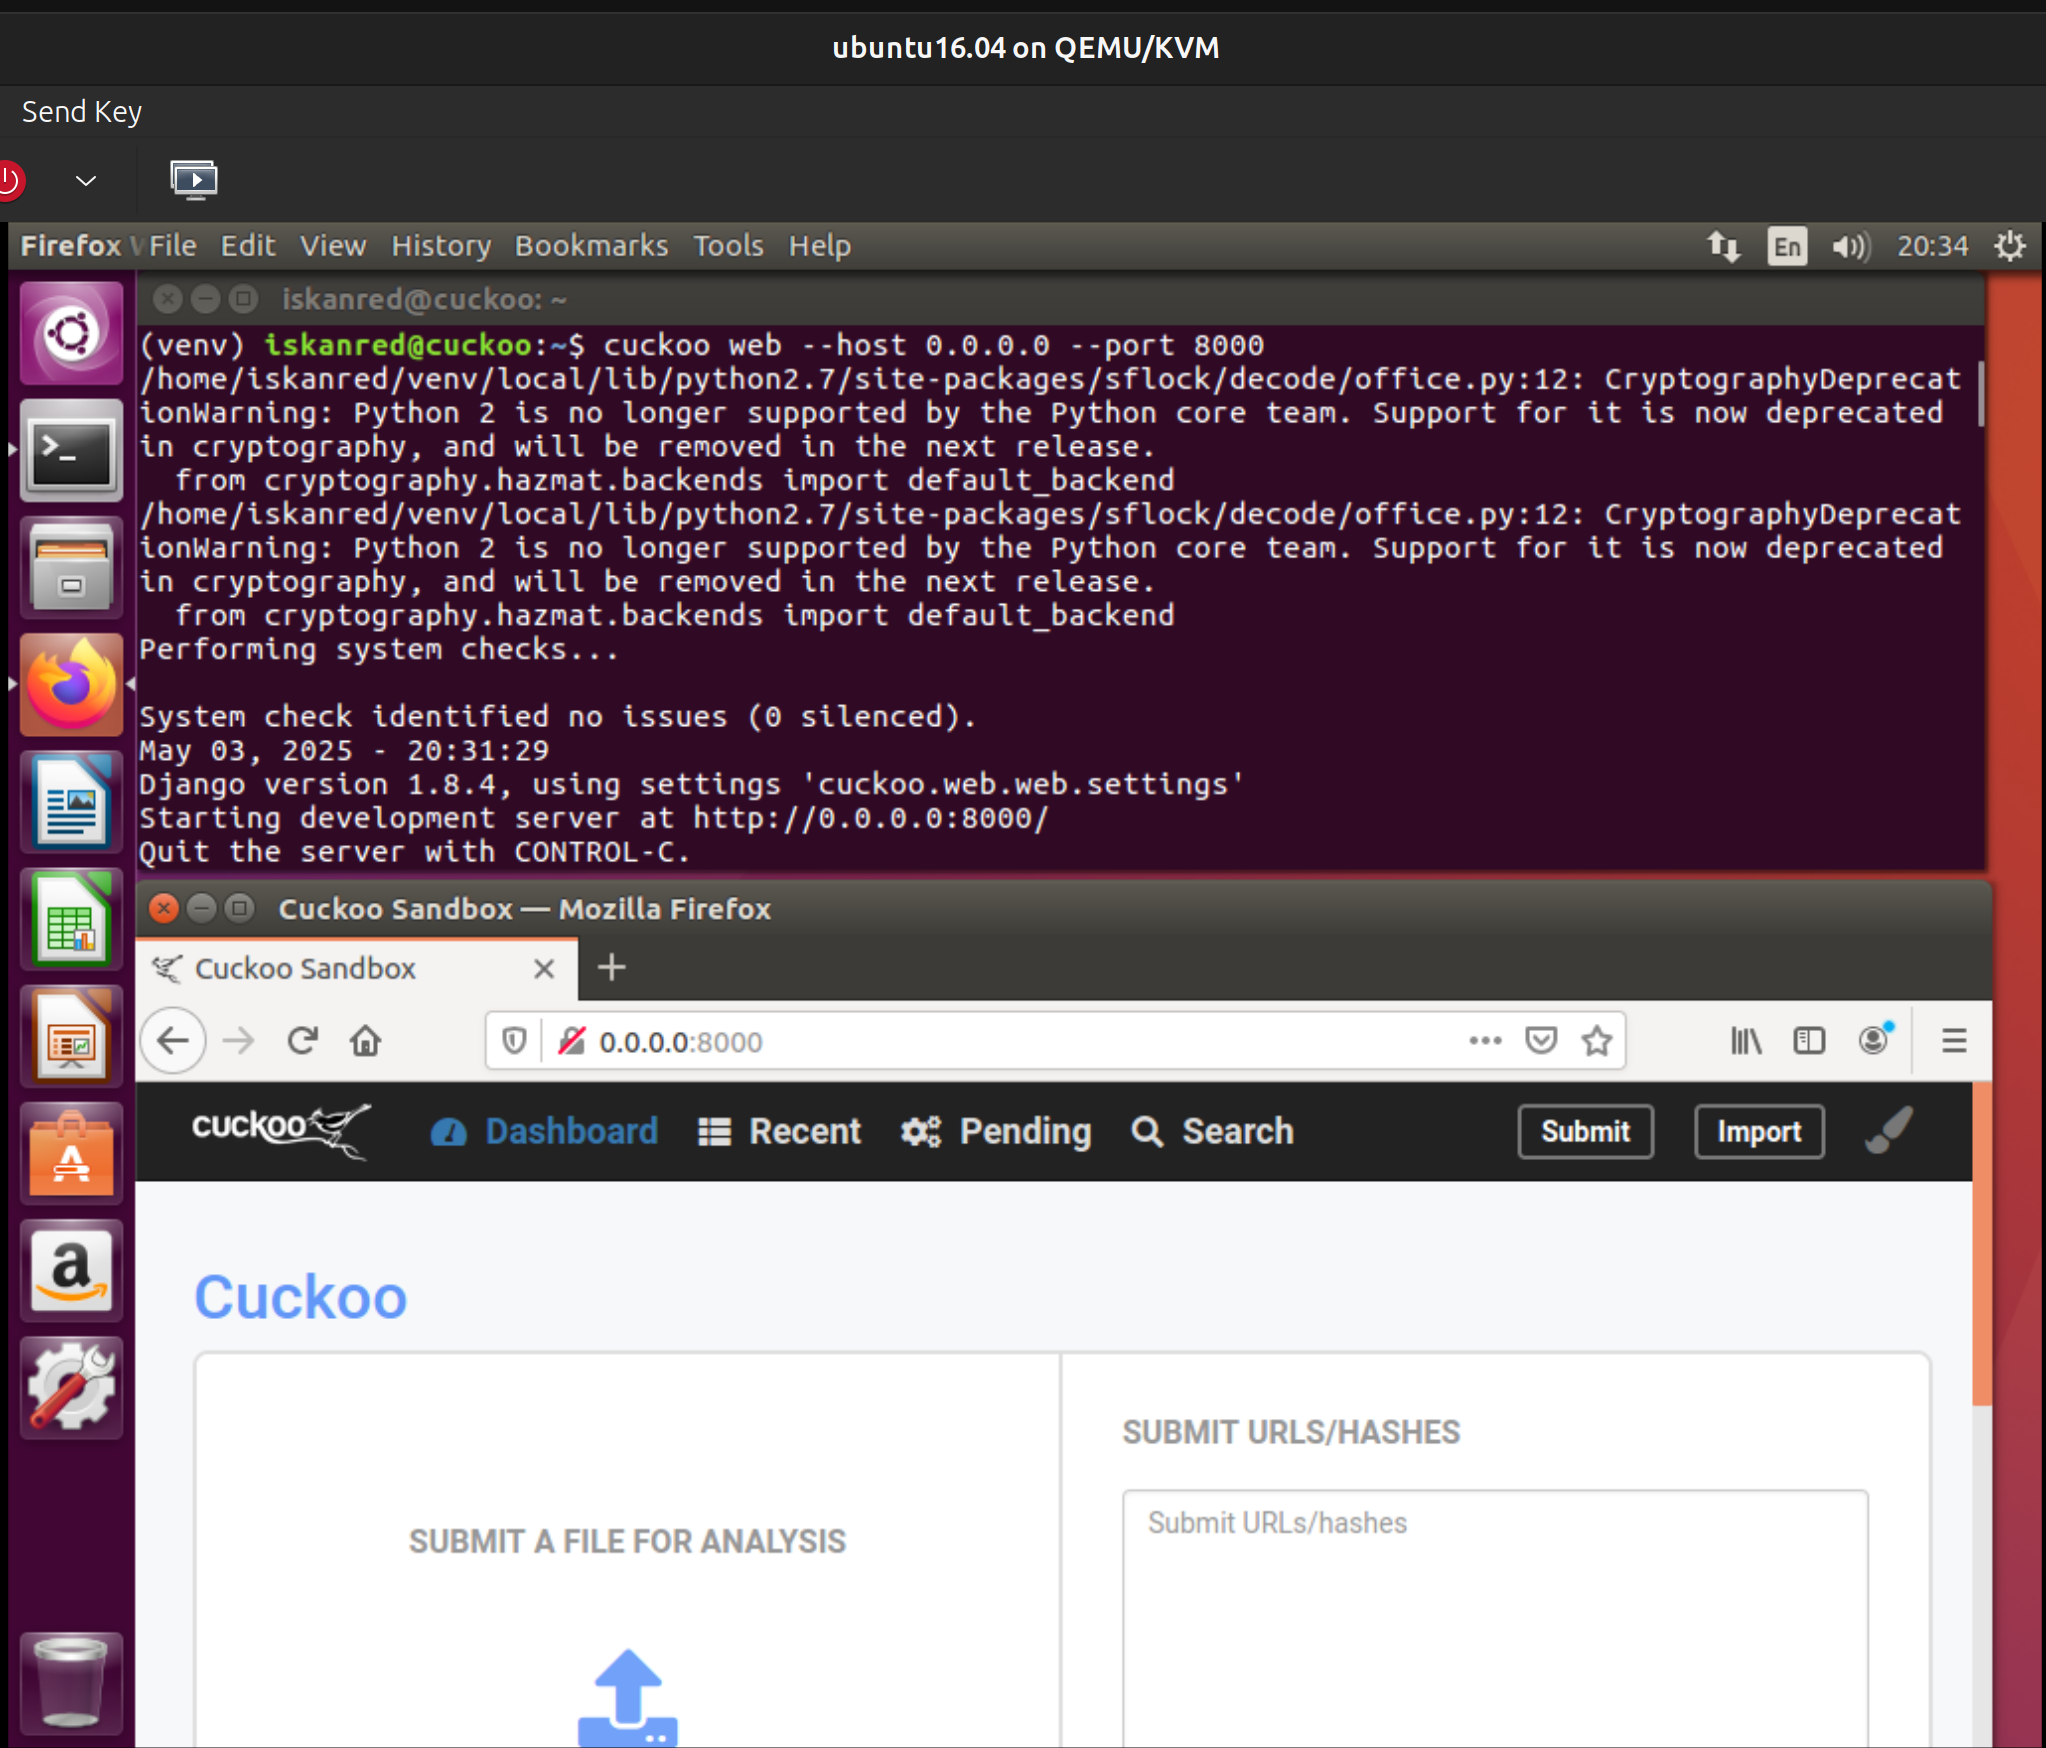 ubuntu16.04 on QEMU/KVM
Send Key
Firefox File Edit View History Bookmarks Tools Help En 20:34
iskanred@cuckoo: ~
(venv) iskanred@cuckoo:~$ cuckoo web --host 0.0.0.0 --port 8000
/home/iskanred/venv/local/lib/python2.7/site-packages/sflock/decode/office.py:12: CryptographyDeprecat
ionWarning: Python 2 is no longer supported by the Python core team. Support for it is now deprecated
in cryptography, and will be removed in the next release.
  from cryptography.hazmat.backends import default_backend
/home/iskanred/venv/local/lib/python2.7/site-packages/sflock/decode/office.py:12: CryptographyDeprecat
ionWarning: Python 2 is no longer supported by the Python core team. Support for it is now deprecated
in cryptography, and will be removed in the next release.
  from cryptography.hazmat.backends import default_backend
Performing system checks...
System check identified no issues (0 silenced).
May 03, 2025 - 20:31:29
Django version 1.8.4, using settings 'cuckoo.web.web.settings'
Starting development server at http://0.0.0.0:8000/
Quit the server with CONTROL-C.
Cuckoo Sandbox — Mozilla Firefox
Cuckoo Sandbox
0.0.0.0:8000
cuckoo Dashboard Recent Pending Search Submit Import
Cuckoo
SUBMIT URLS/HASHES
Submit URLs/hashes
SUBMIT A FILE FOR ANALYSIS